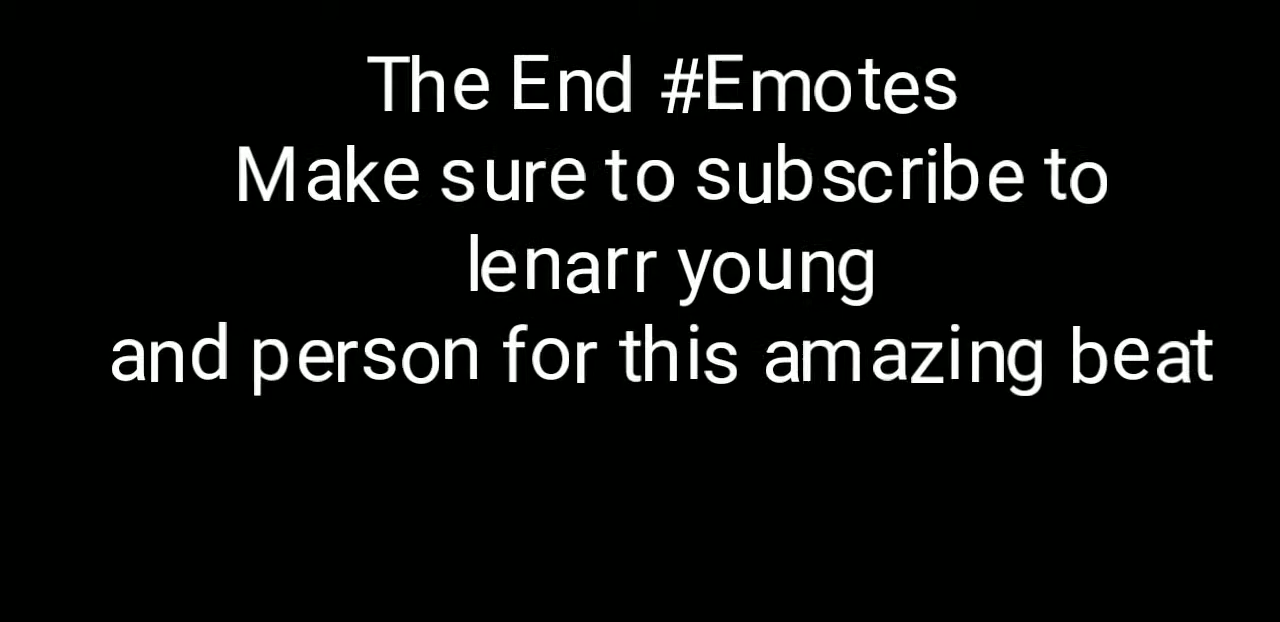 The End #Emotes
Make sure to subscribe to
lenarr young
and person for this amazing beat